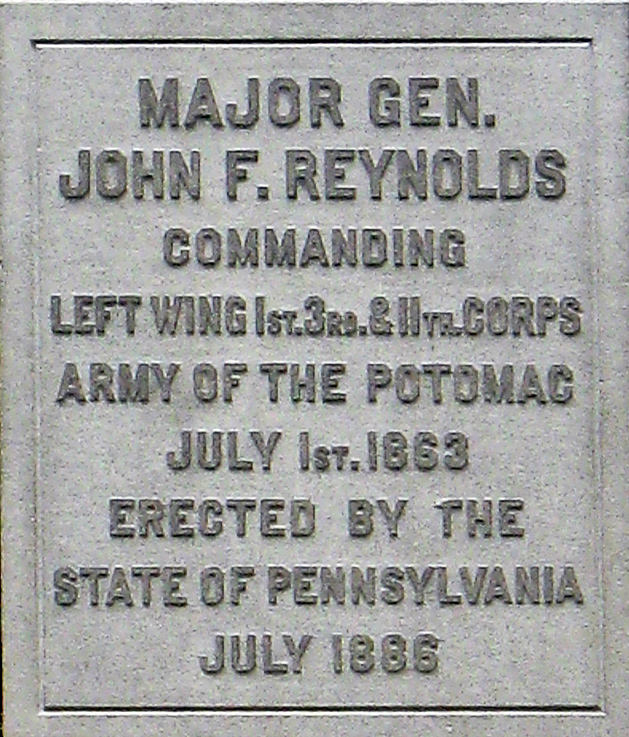 MAJOR GEN.
JOHN F. REYNOLDS
COMMANDING
LEFT WING 1ST. 3RD. & 11TH. CORPS
ARMY OF THE POTOMAC
JULY 1ST. 1863
ERECTED BY THE
STATE OF PENNSYLVANIA
JULY 1886